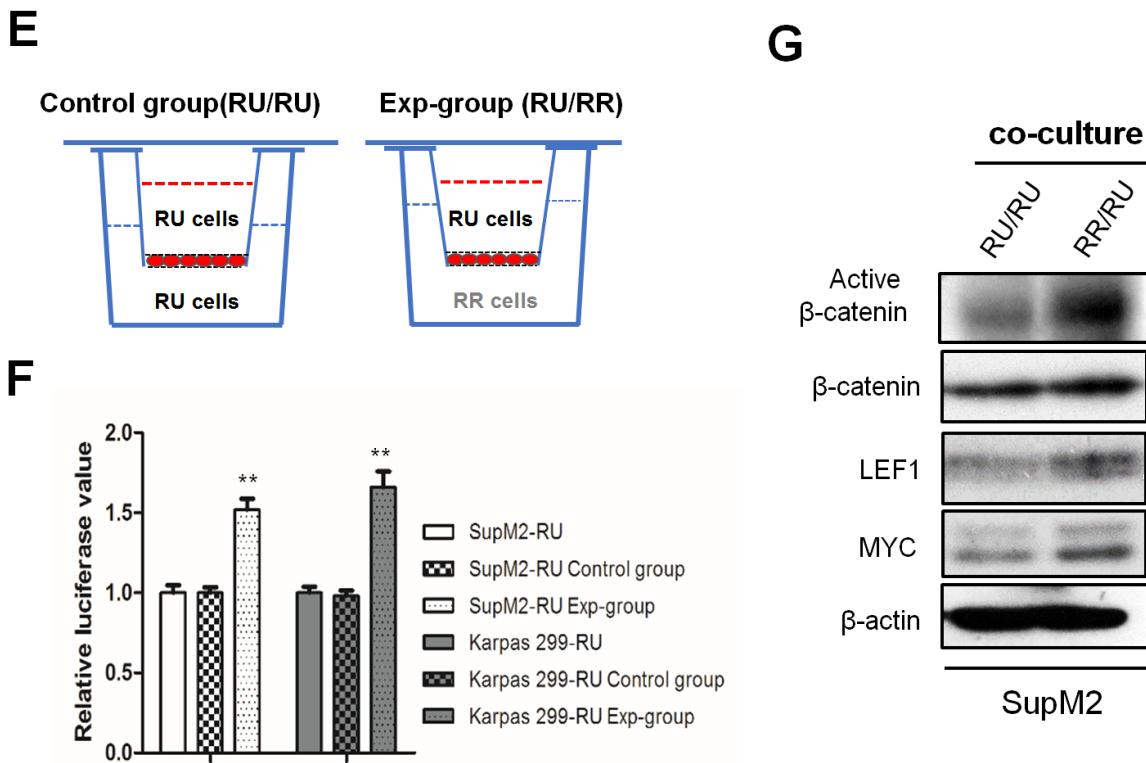 E
Control group(RU/RU)
Exp-group (RU/RR)
RU cells
RU cells
RU cells
RR cells
F
Relative luciferase value
2.0
1.5
1.0
0.5
0.0
**
**
SupM2-RU
SupM2-RU Control group
SupM2-RU Exp-group
Karpas 299-RU
Karpas 299-RU Control group
Karpas 299-RU Exp-group
G
co-culture
RU/RU
RR/RU
Active
β-catenin
β-catenin
LEF1
MYC
β-actin
SupM2